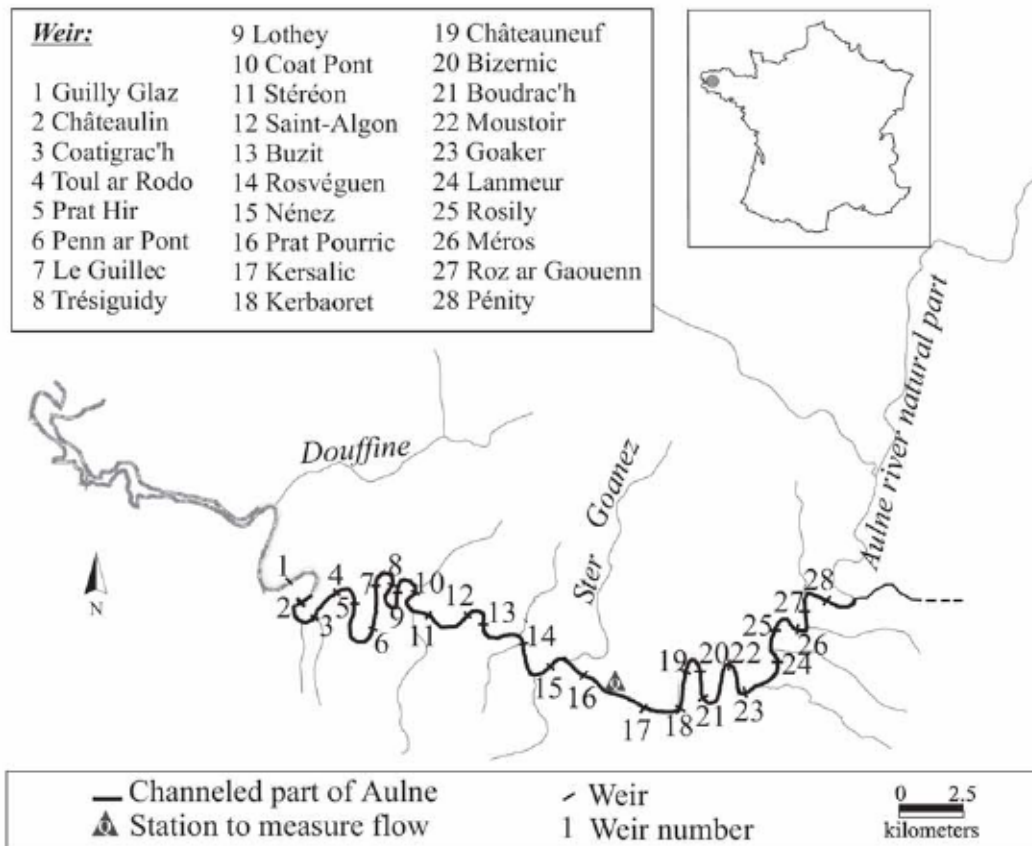 Weir:
1 Guilly Glaz
2 Châteaulin
3 Coatigrac'h
4 Toul ar Rodo
5 Prat Hir
6 Penn ar Pont
7 Le Guillec
8 Trésiguidy
9 Lothey
10 Coat Pont
11 Stéréon
12 Saint-Algon
13 Buzit
14 Rosvéguen
15 Nénez
16 Prat Pourric
17 Kersalic
18 Kerbaoret
19 Châteauneuf
20 Bizernic
21 Boudrac'h
22 Moustoir
23 Goaker
24 Lanmeur
25 Rosily
26 Méros
27 Roz ar Gaouenn
28 Pénity
Aulne river natural part
Douffine
Ster Goanez
N
1
2
3
4
5
6
7
8
9
10
11
12
13
14
15
16
17
18
19
20
21
22
23
24
25
26
27
28
Q
Channeled part of Aulne
Q Station to measure flow
Weir
1 Weir number
0 2.5
kilometers